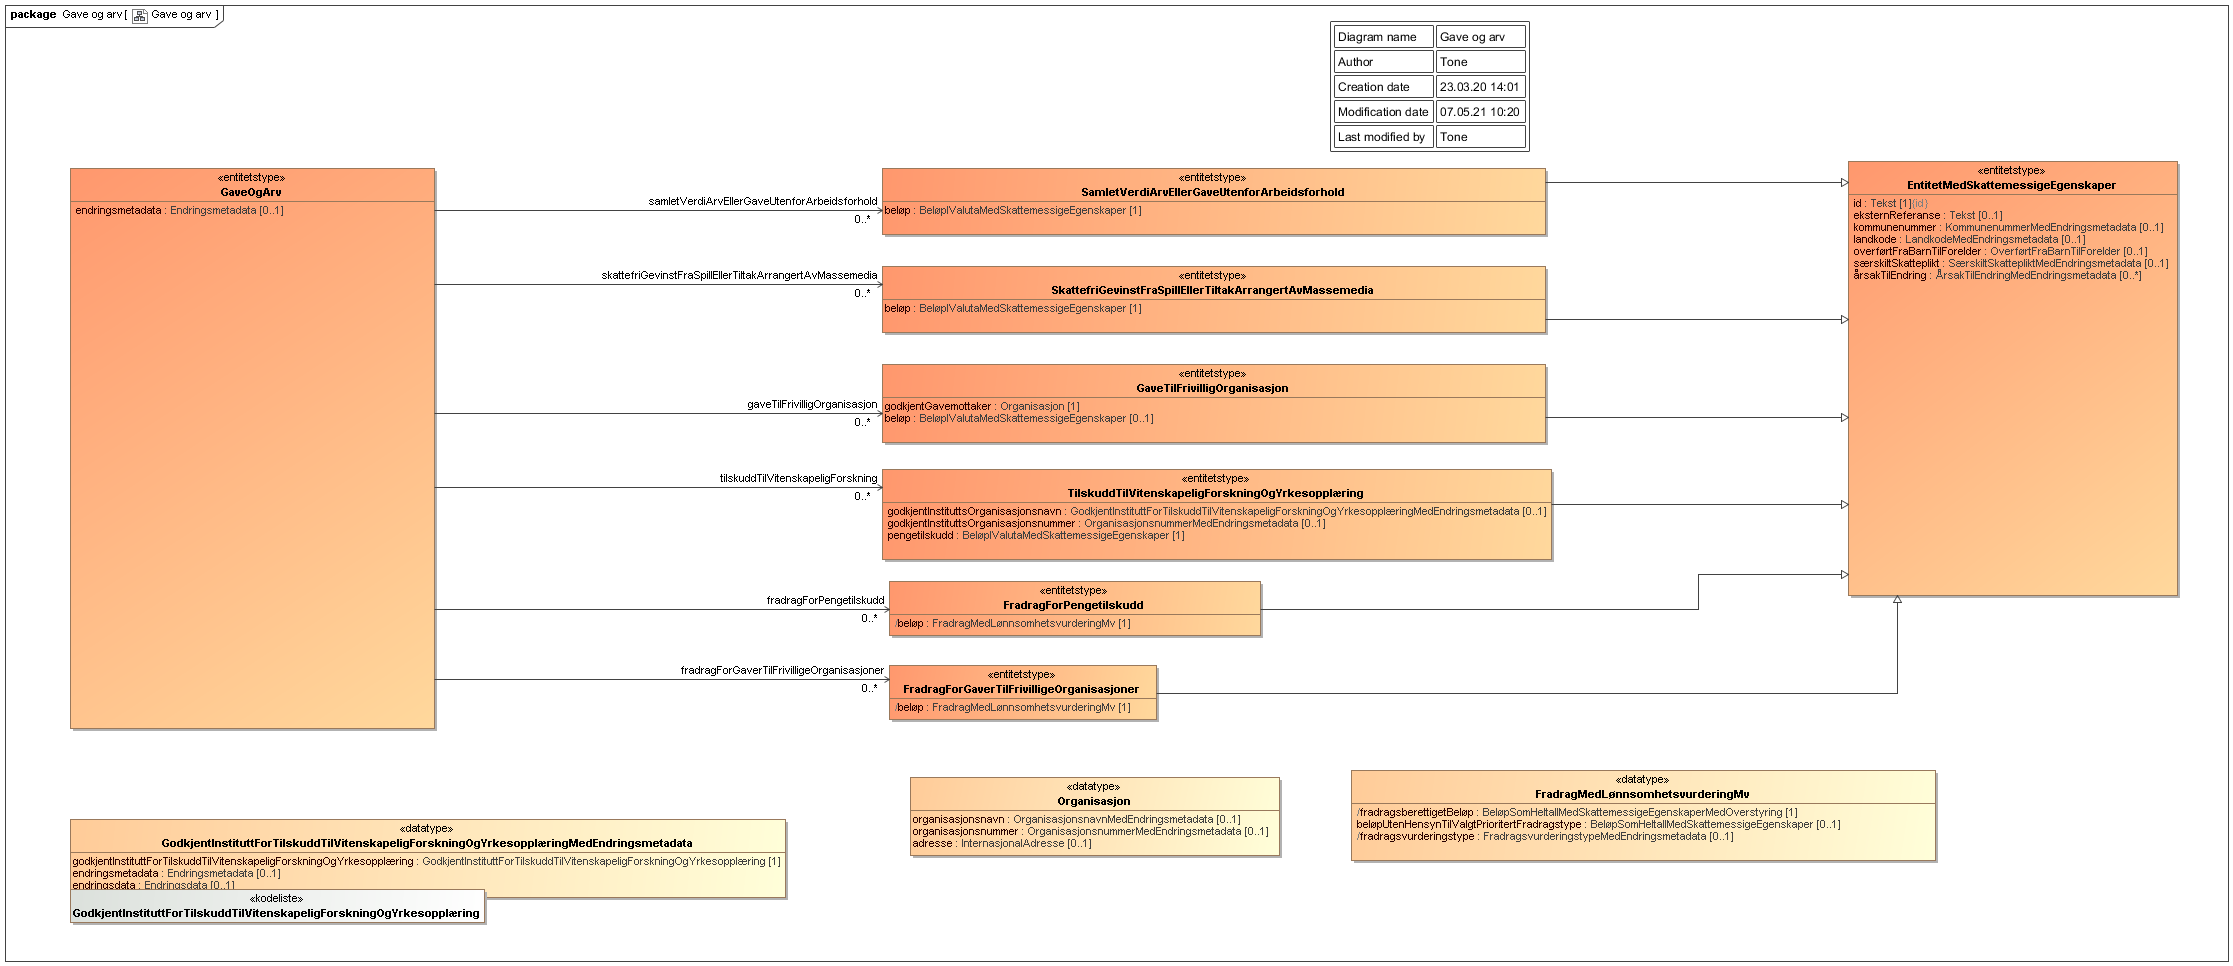 package Gave og arv [ Gave og arv ]
Diagram name Gave og arv
Author Tone
Creation date 23.03.20 14:01
Modification date 07.05.21 10:20
Last modified by Tone
«entitetstype»
GaveOgArv
endringsmetadata : Endringsmetadata [0..1]
samletVerdiArvEllerGaveUtenforArbeidsforhold
0..*
«entitetstype»
SamletVerdiArvEllerGaveUtenforArbeidsforhold
beløp : BeløpIValutaMedSkattemessigeEgenskaper [1]
skattefriGevinstFraSpillEllerTiltakArrangertAvMassemedia
0..*
«entitetstype»
SkattefriGevinstFraSpillEllerTiltakArrangertAvMassemedia
beløp : BeløpIValutaMedSkattemessigeEgenskaper [1]
gaveTilFrivilligOrganisasjon
0..*
«entitetstype»
GaveTilFrivilligOrganisasjon
godkjentGavemottaker : Organisasjon [1]
beløp : BeløpIValutaMedSkattemessigeEgenskaper [0..1]
tilskuddTilVitenskapeligForskning
0..*
«entitetstype»
TilskuddTilVitenskapeligForskningOgYrkesopplæring
godkjentInstituttsOrganisasjonsnavn : GodkjentInstituttForTilskuddTilVitenskapeligForskningOgYrkesopplæringMedEndringsmetadata [0..1]
godkjentInstituttsOrganisasjonsnummer : OrganisasjonsnummerMedEndringsmetadata [0..1]
pengetilskudd : BeløpIValutaMedSkattemessigeEgenskaper [1]
fradragForPengetilskudd
0..*
«entitetstype»
FradragForPengetilskudd
/beløp : FradragMedLønnsomhetsvurderingMv [1]
fradragForGaverTilFrivilligeOrganisasjoner
0..*
«entitetstype»
FradragForGaverTilFrivilligeOrganisasjoner
/beløp : FradragMedLønnsomhetsvurderingMv [1]
«entitetstype»
EntitetMedSkattemessigeEgenskaper
id : Tekst [1]{id}
eksternReferanse : Tekst [0..1]
kommunenummer : KommunenummerMedEndringsmetadata [0..1]
landkode : LandkodeMedEndringsmetadata [0..1]
overførtFraBarnTilForelder : OverførtFraBarnTilForelder [0..1]
særskiltSkatteplikt : SærskiltSkattepliktMedEndringsmetadata [0..1]
årsakTilEndring : ÅrsakTilEndringMedEndringsmetadata [0..*]
«datatype»
GodkjentInstituttForTilskuddTilVitenskapeligForskningOgYrkesopplæringMedEndringsmetadata
godkjentInstituttForTilskuddTilVitenskapeligForskningOgYrkesopplæring : GodkjentInstituttForTilskuddTilVitenskapeligForskningOgYrkesopplæring [1]
endringsmetadata : Endringsmetadata [0..1]
endringsdata : Endringsdata [0..1]
«kodeliste»
GodkjentInstituttForTilskuddTilVitenskapeligForskningOgYrkesopplæring
«datatype»
Organisasjon
organisasjonsnavn : OrganisasjonsnavnMedEndringsmetadata [0..1]
organisasjonsnummer : OrganisasjonsnummerMedEndringsmetadata [0..1]
adresse : InternasjonalAdresse [0..1]
«datatype»
FradragMedLønnsomhetsvurderingMv
/fradragsberettigetBeløp : BeløpSomHeltallMedSkattemessigeEgenskaperMedOverstyring [1]
beløpUtenHensynTilValgtPrioritertFradragstype : BeløpSomHeltallMedSkattemessigeEgenskaper [0..1]
/fradragsvurderingstype : FradragsvurderingstypeMedEndringsmetadata [0..1]